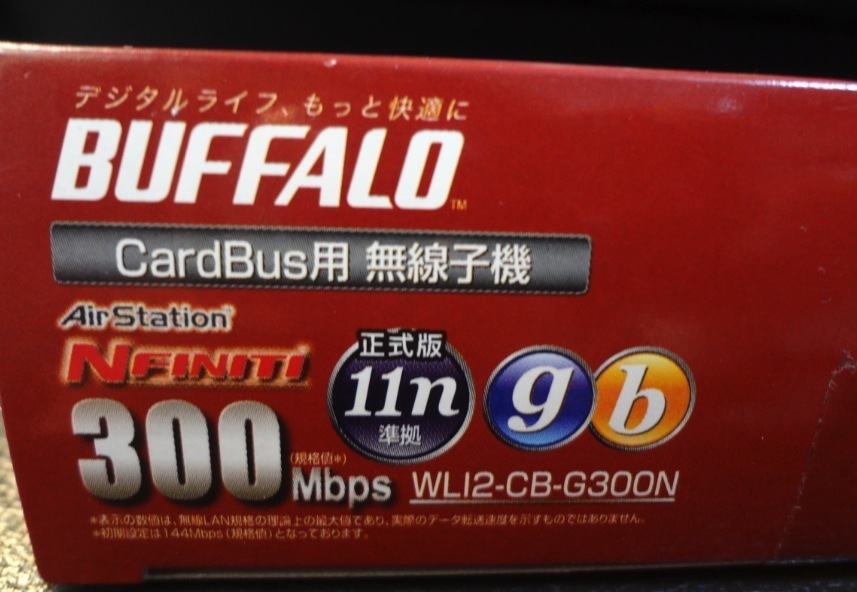 デジタルライフ、もっと快適に
BUFFALO™
CardBus用 無線子機
AirStation
NFINITI
正式版
11n
準拠
g b
300
(規格値*)
Mbps WLI2-CB-G300N
*表示の数値は、無線LAN規格の理論上の最大値であり、実際のデータ転送速度を示すものではありません。
*初期設定は144Mbps(規格値)となっております。